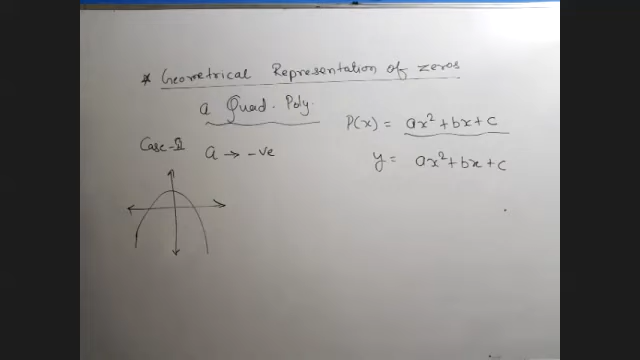 * Geometrical Representation of zeros
a Quad. Poly.
P(x) = ax² + bx + c
Case-II a → -ve
y = ax² + bx + c